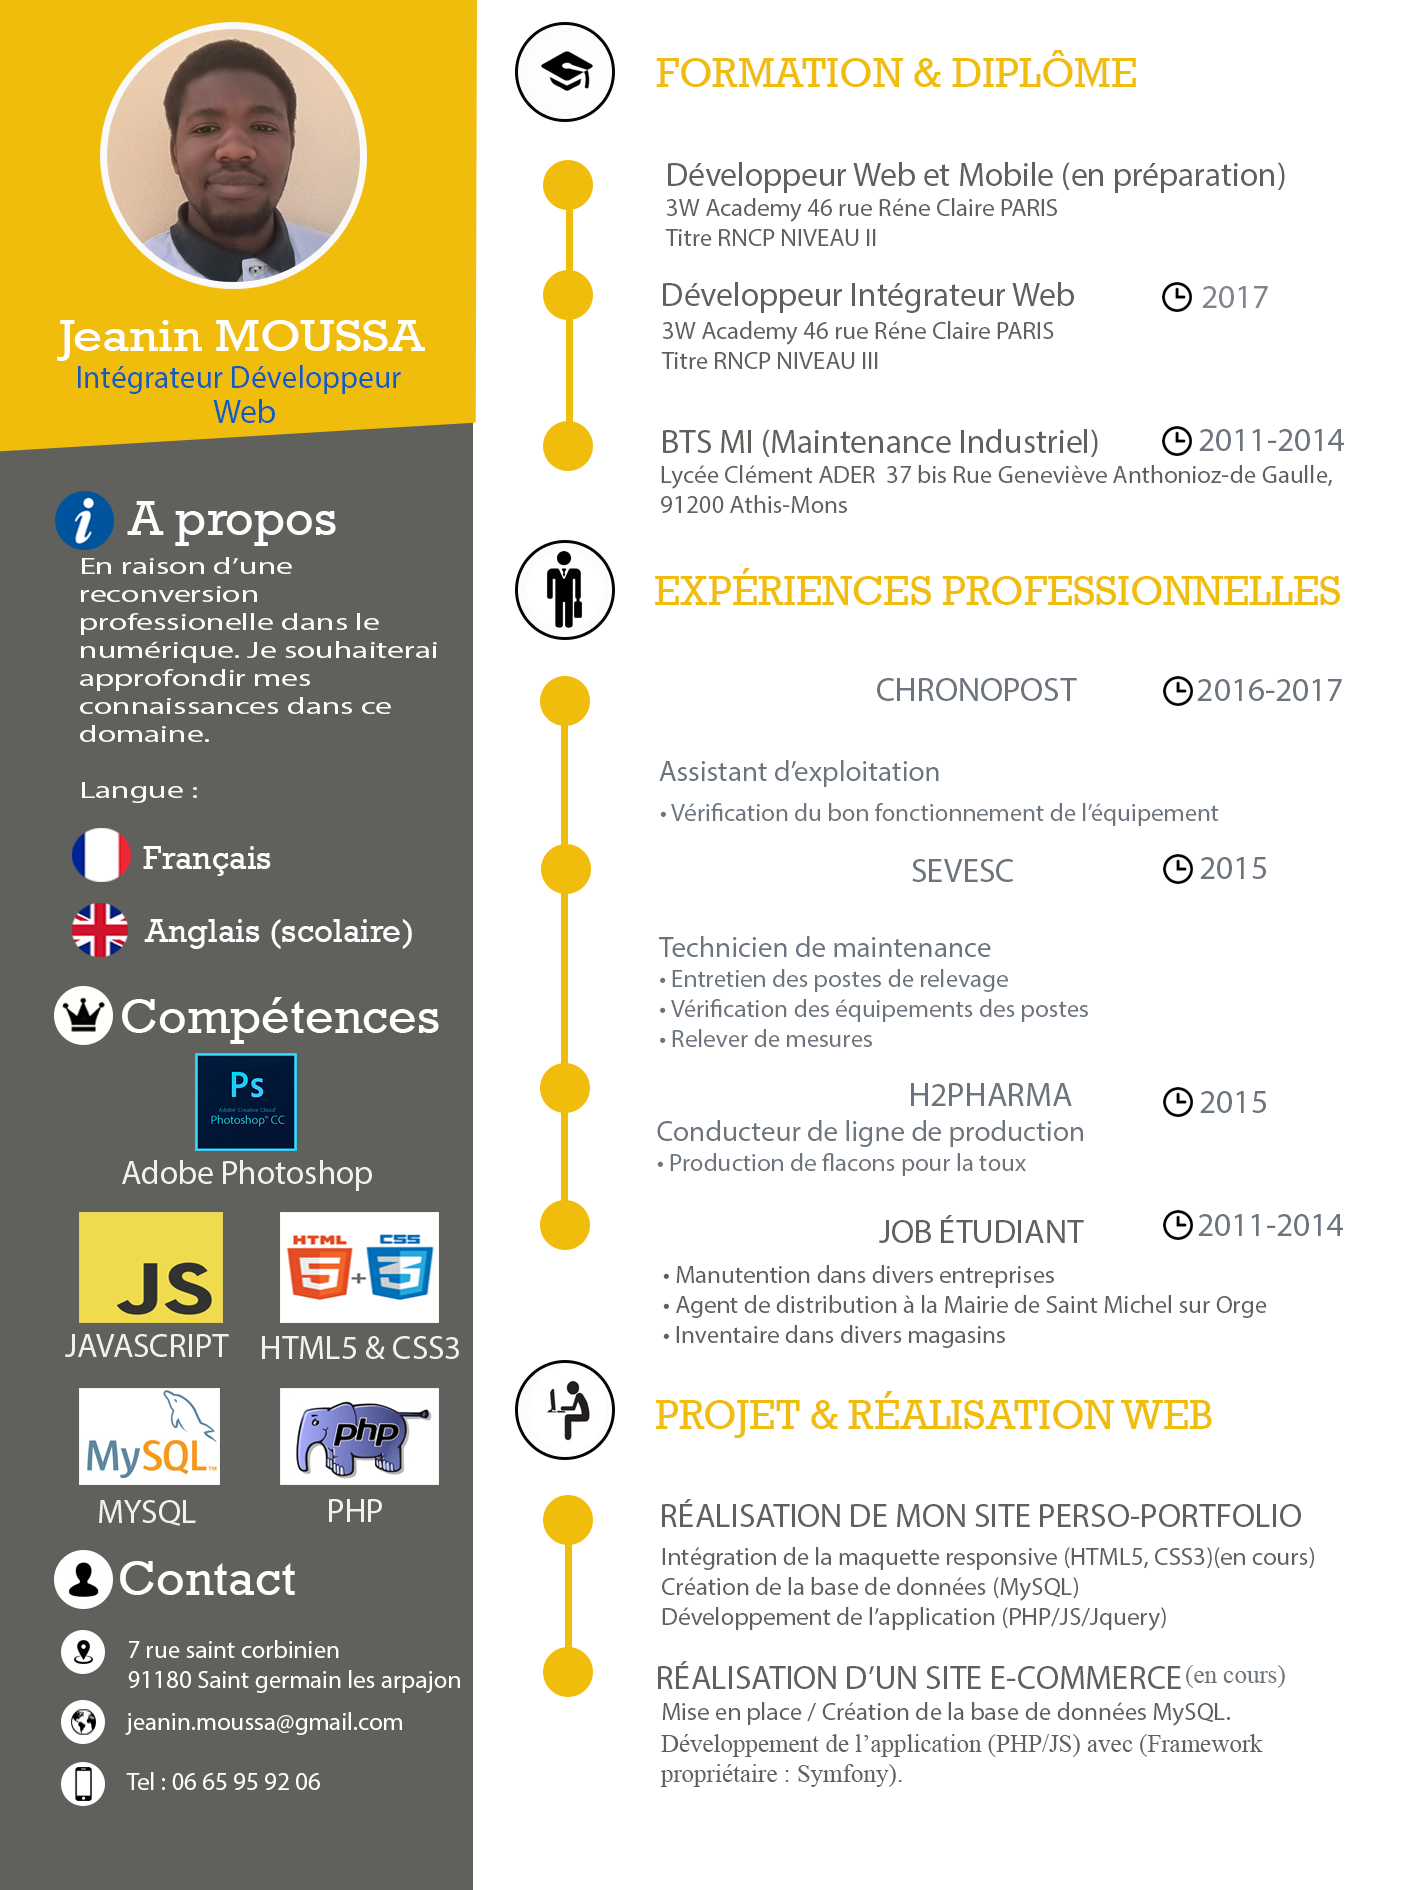 Jeanin MOUSSA
Intégrateur Développeur
Web
A propos
En raison d’une
reconversion
professionelle dans le
numérique. Je souhaiterai
approfondir mes
connaissances dans ce
domaine.
Langue :
Français
Anglais (scolaire)
Compétences
Ps
Adobe Creative Cloud
Photoshop® CC
Adobe Photoshop
JS
JAVASCRIPT
HTML CSS
5 + 3
HTML5 & CSS3
MySQL™
MYSQL
php
PHP
Contact
7 rue saint corbinien
91180 Saint germain les arpajon
jeanin.moussa@gmail.com
Tel : 06 65 95 92 06
FORMATION & DIPLÔME
Développeur Web et Mobile (en préparation)
3W Academy 46 rue Réne Claire PARIS
Titre RNCP NIVEAU II
Développeur Intégrateur Web 2017
3W Academy 46 rue Réne Claire PARIS
Titre RNCP NIVEAU III
BTS MI (Maintenance Industriel) 2011-2014
Lycée Clément ADER 37 bis Rue Geneviève Anthonioz-de Gaulle,
91200 Athis-Mons
EXPÉRIENCES PROFESSIONNELLES
CHRONOPOST 2016-2017
Assistant d’exploitation
• Vérification du bon fonctionnement de l’équipement
SEVESC 2015
Technicien de maintenance
• Entretien des postes de relevage
• Vérification des équipements des postes
• Relever de mesures
H2PHARMA 2015
Conducteur de ligne de production
• Production de flacons pour la toux
JOB ÉTUDIANT 2011-2014
• Manutention dans divers entreprises
• Agent de distribution à la Mairie de Saint Michel sur Orge
• Inventaire dans divers magasins
PROJET & RÉALISATION WEB
RÉALISATION DE MON SITE PERSO-PORTFOLIO
Intégration de la maquette responsive (HTML5, CSS3)(en cours)
Création de la base de données (MySQL)
Développement de l’application (PHP/JS/Jquery)
RÉALISATION D’UN SITE E-COMMERCE (en cours)
Mise en place / Création de la base de données MySQL.
Développement de l’application (PHP/JS) avec (Framework
propriétaire : Symfony).